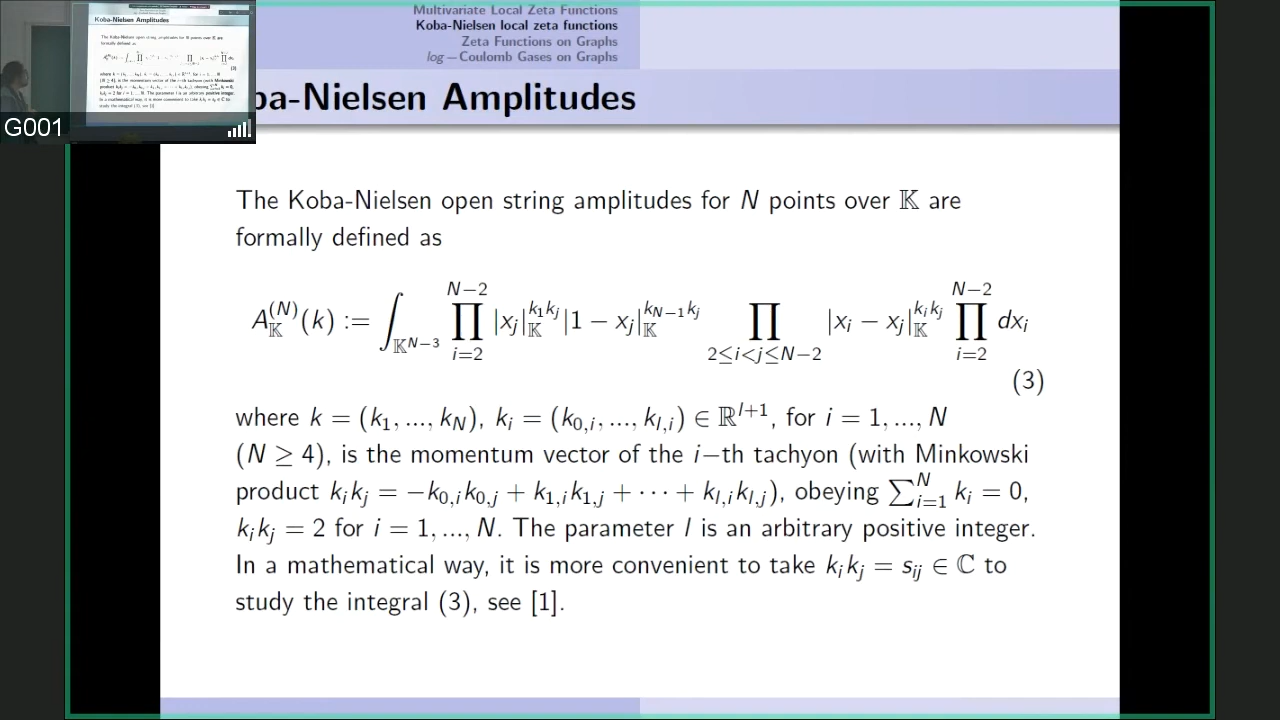 Multivariate Local Zeta Functions
Koba-Nielsen local zeta functions
Zeta Functions on Graphs
log − Coulomb Gases on Graphs
Koba-Nielsen Amplitudes
G001
ba-Nielsen Amplitudes
The Koba-Nielsen open string amplitudes for N points over 𝕂 are
formally defined as
A_𝕂^{(N)}(k) := ∫_{𝕂^{N−3}} ∏_{i=2}^{N−2} |x_j|_𝕂^{k_1k_j} |1 − x_j|_𝕂^{k_{N−1}k_j} ∏_{2≤i<j≤N−2} |x_i − x_j|_𝕂^{k_ik_j} ∏_{i=2}^{N−2} dx_i
(3)
where k = (k_1, ..., k_N), k_i = (k_{0,i}, ..., k_{l,i}) ∈ ℝ^{l+1}, for i = 1, ..., N
(N ≥ 4), is the momentum vector of the i−th tachyon (with Minkowski
product k_ik_j = −k_{0,i}k_{0,j} + k_{1,i}k_{1,j} + ⋯ + k_{l,i}k_{l,j}), obeying ∑_{i=1}^{N} k_i = 0,
k_ik_j = 2 for i = 1, ..., N. The parameter l is an arbitrary positive integer.
In a mathematical way, it is more convenient to take k_ik_j = s_{ij} ∈ ℂ to
study the integral (3), see [1].